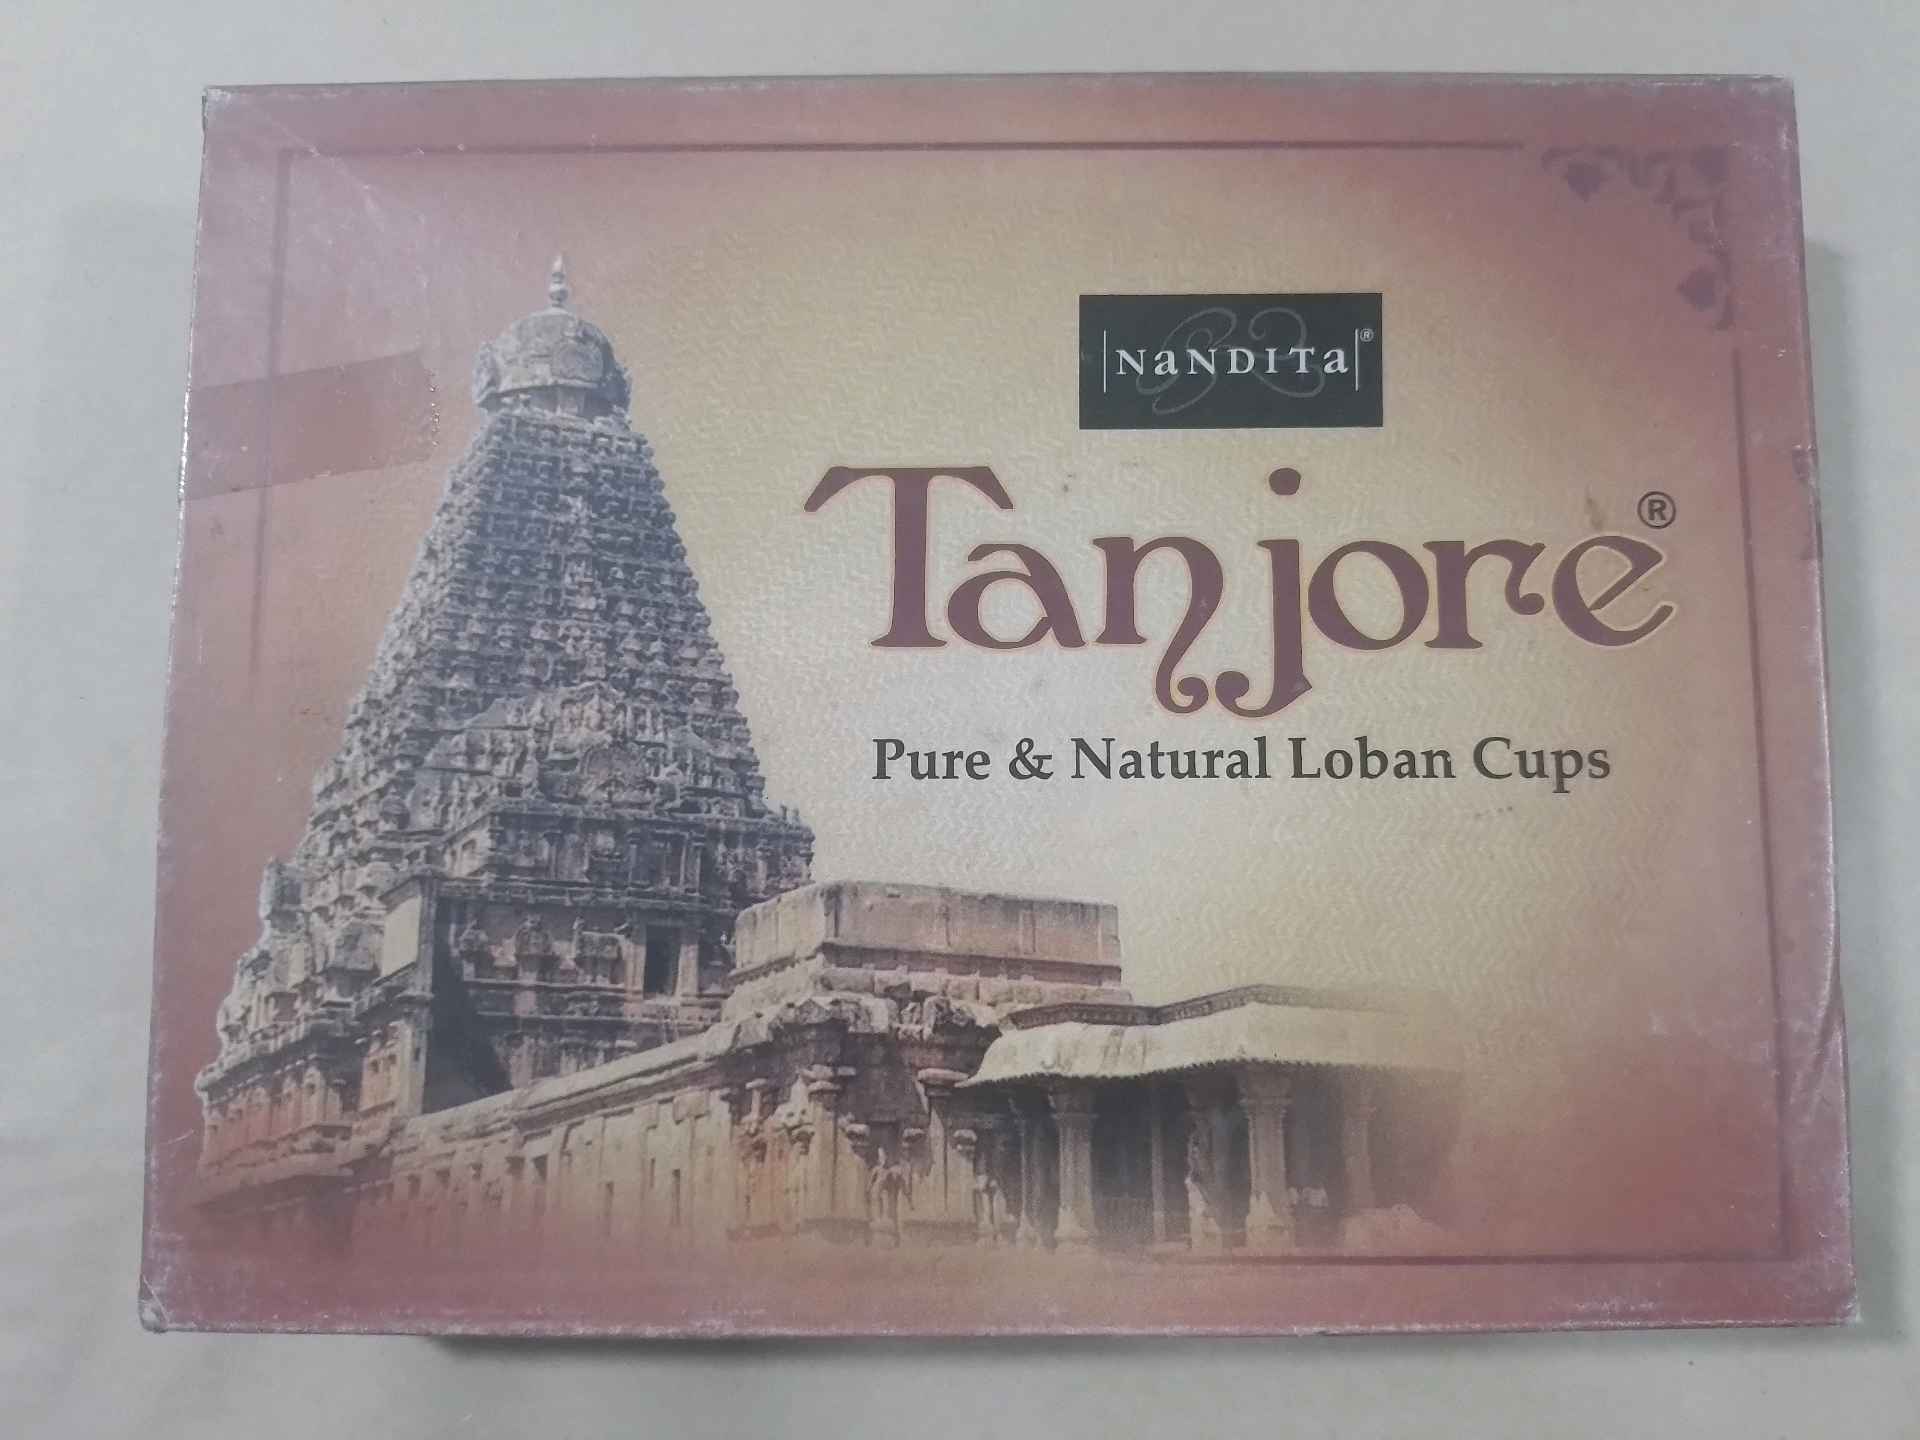 NaNDITa®
Tanjore®
Pure & Natural Loban Cups